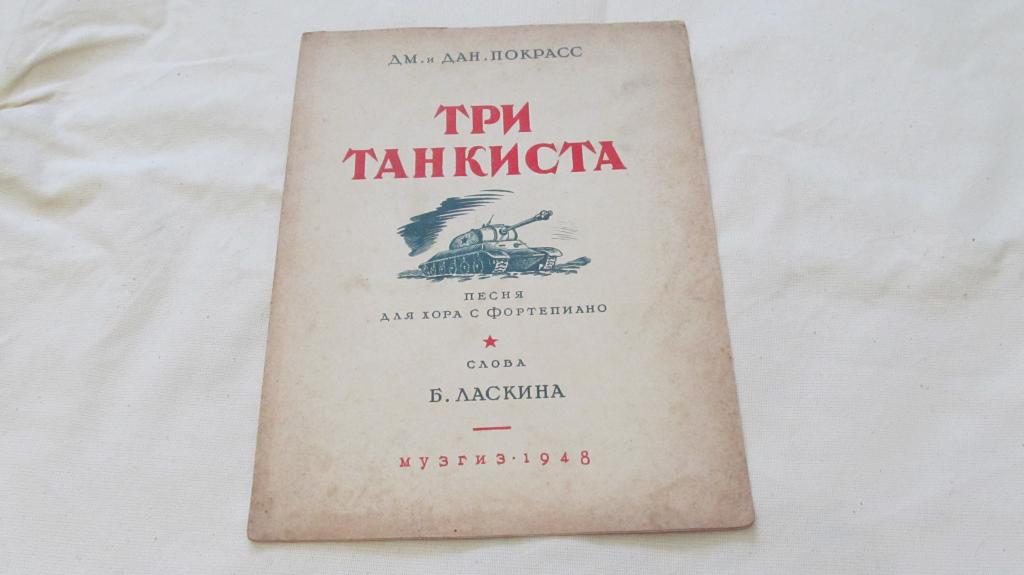 ДМ. и ДАН. ПОКРАСС
ТРИ
ТАНКИСТА
ПЕСНЯ
ДЛЯ ХОРА С ФОРТЕПИАНО
СЛОВА
Б. ЛАСКИНА
МУЗГИЗ · 1948